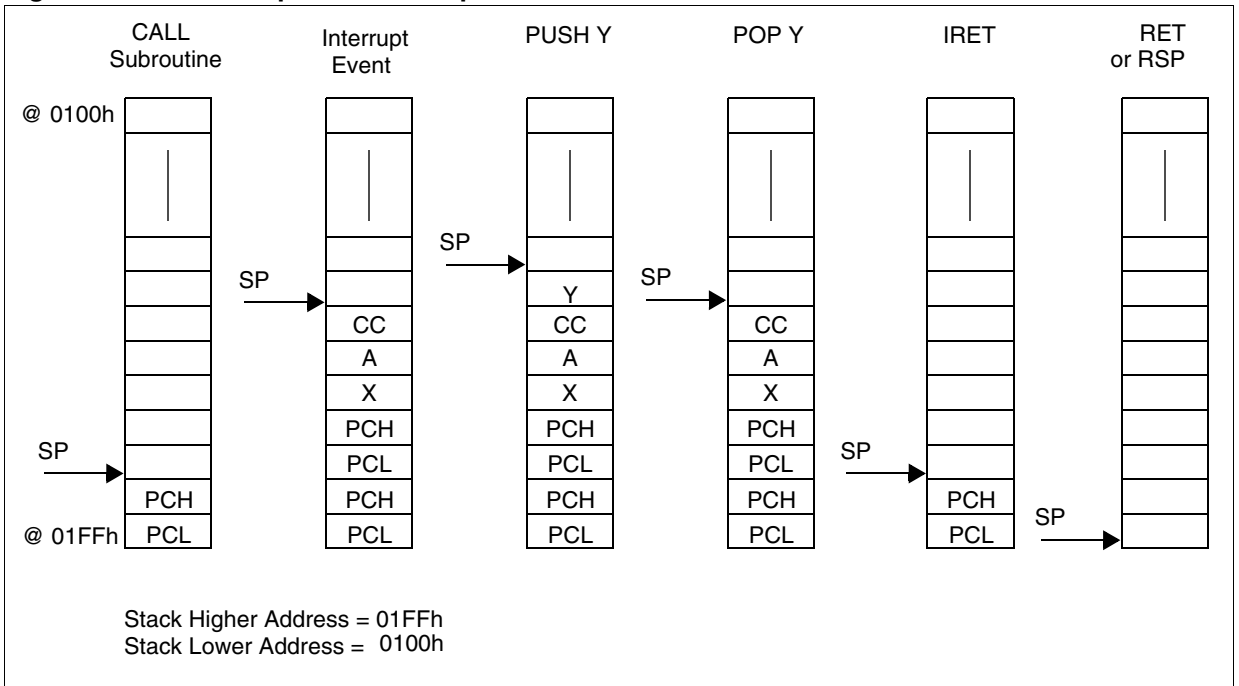 CALL
Subroutine
Interrupt
Event
PUSH Y
POP Y
IRET
RET
or RSP
@ 0100h
SP
SP
SP
Y
CC
CC
CC
A
A
A
X
X
X
PCH
PCH
PCH
SP
SP
PCL
PCL
PCL
PCH
PCH
PCH
PCH
PCH
SP
@ 01FFh
PCL
PCL
PCL
PCL
PCL
Stack Higher Address = 01FFh
Stack Lower Address = 0100h